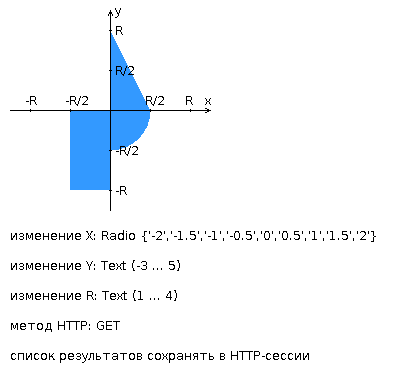 y
R
R/2
-R
-R/2
R/2
R
x
-R/2
-R
изменение X: Radio {'-2','-1.5','-1','-0.5','0','0.5','1','1.5','2'}
изменение Y: Text (-3 ... 5)
изменение R: Text (1 ... 4)
метод HTTP: GET
список результатов сохранять в HTTP-сессии